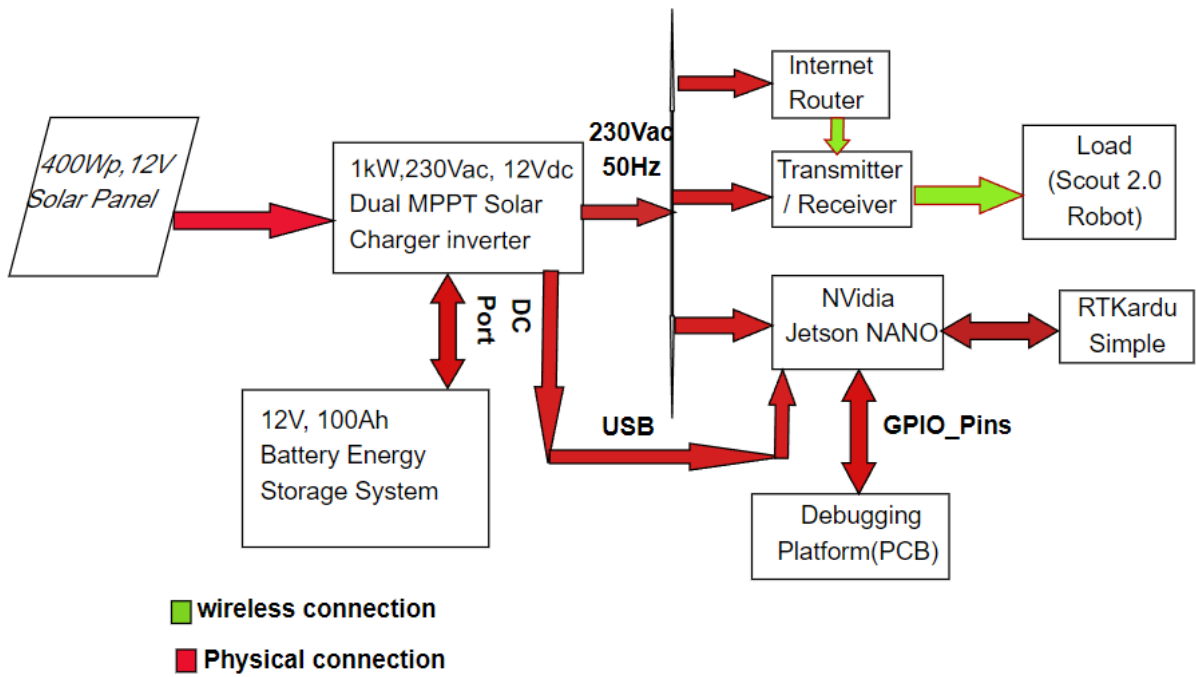 400Wp,12V
Solar Panel
1kW,230Vac, 12Vdc
Dual MPPT Solar
Charger inverter
230Vac
50Hz
Internet
Router
Transmitter
/ Receiver
Load
(Scout 2.0
Robot)
DC
Port
NVidia
Jetson NANO
RTKardu
Simple
12V, 100Ah
Battery Energy
Storage System
USB
GPIO_Pins
Debugging
Platform(PCB)
wireless connection
Physical connection